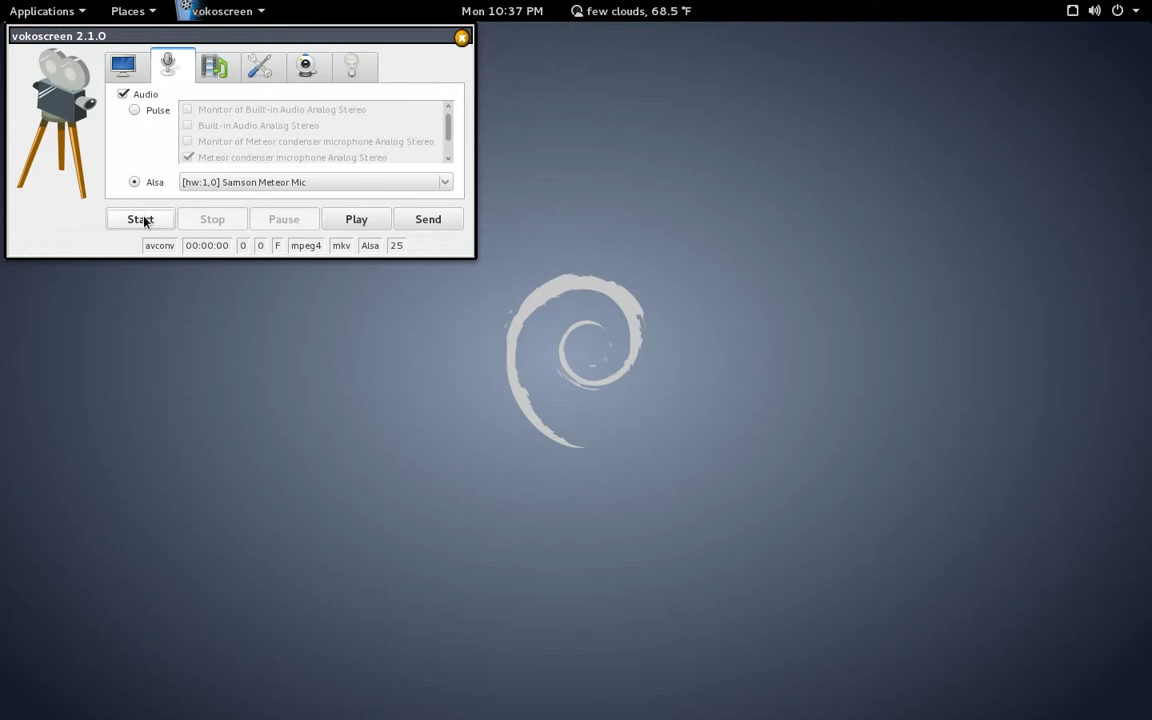 Applications Places vokoscreen Mon 10:37 PM few clouds, 68.5 °F
vokoscreen 2.1.0
Audio
Pulse
Monitor of Built-in Audio Analog Stereo
Built-in Audio Analog Stereo
Monitor of Meteor condenser microphone Analog Stereo
Meteor condenser microphone Analog Stereo
Alsa [hw:1,0] Samson Meteor Mic
Start Stop Pause Play Send
avconv 00:00:00 0 0 F mpeg4 mkv Alsa 25